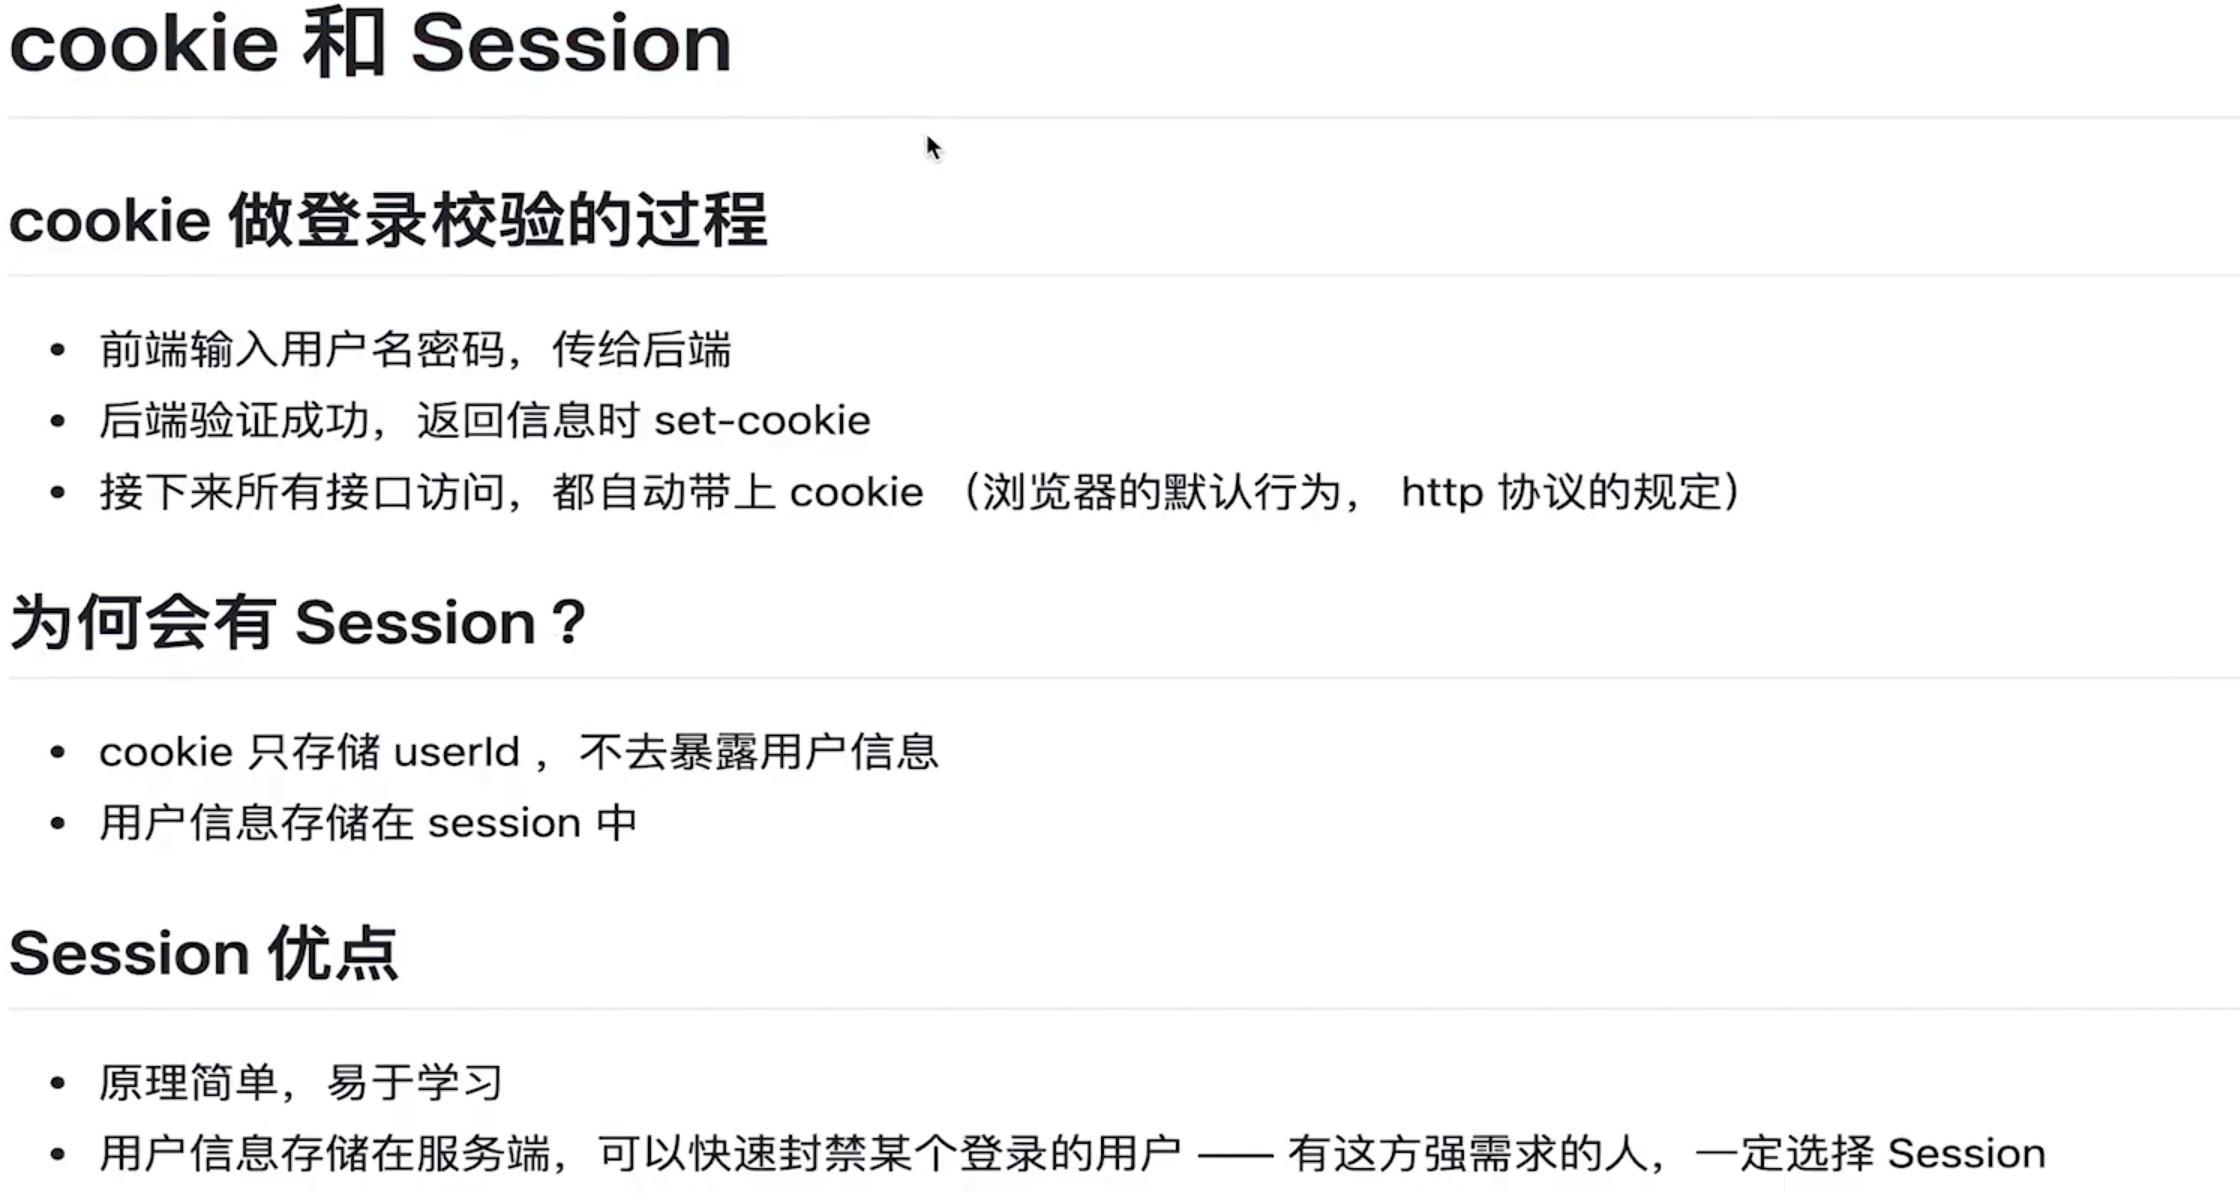 cookie 和 Session
cookie 做登录校验的过程
前端输入用户名密码，传给后端
后端验证成功，返回信息时 set-cookie
接下来所有接口访问，都自动带上 cookie （浏览器的默认行为， http 协议的规定）
为何会有 Session？
cookie 只存储 userId ，不去暴露用户信息
用户信息存储在 session 中
Session 优点
原理简单，易于学习
用户信息存储在服务端，可以快速封禁某个登录的用户 —— 有这方强需求的人，一定选择 Session